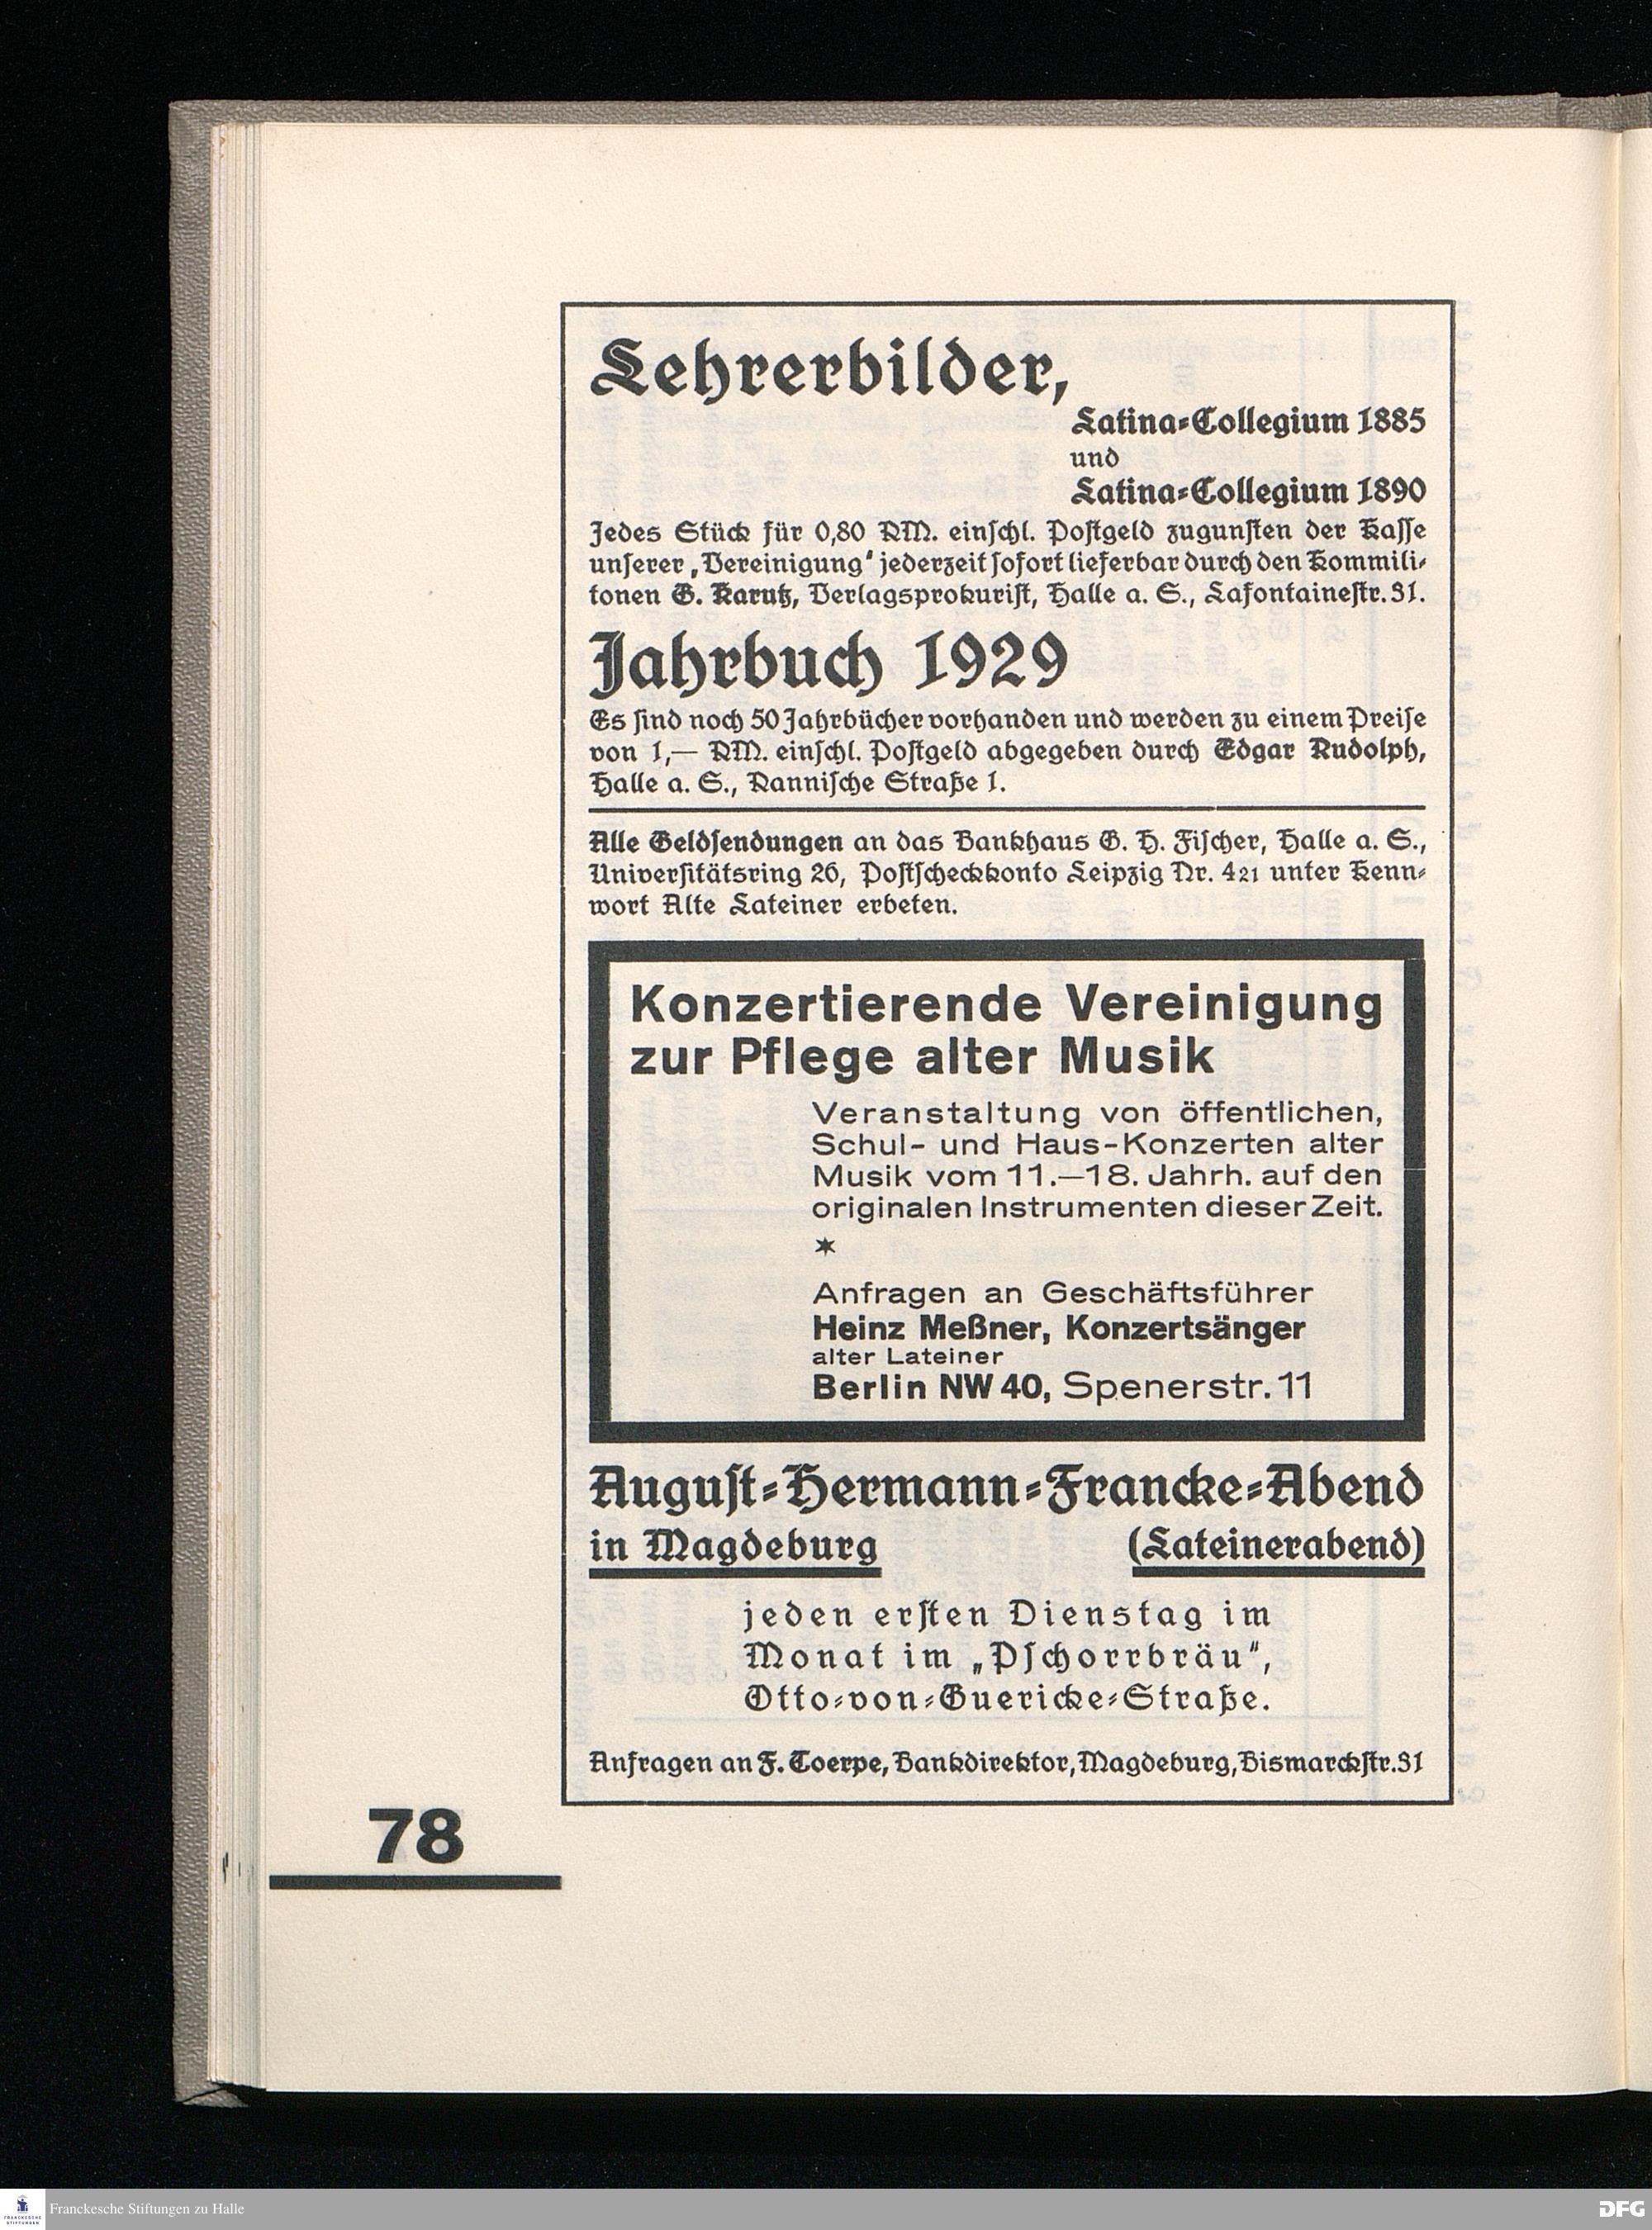 Lehrerbilder,
Latina-Collegium 1885
und
Latina-Collegium 1890
Jedes Stück für 0,80 RM. einschl. Postgeld zugunsten der Kasse
unserer „Vereinigung“ jederzeit sofort lieferbar durch den Kommili-
tonen G. Karutz, Verlagsprokurist, Halle a. S., Lafontainestr. 31.
Jahrbuch 1929
Es sind noch 50 Jahrbücher vorhanden und werden zu einem Preise
von 1,— RM. einschl. Postgeld abgegeben durch Edgar Rudolph,
Halle a. S., Rannische Straße 1.
Alle Geldsendungen an das Bankhaus G. H. Fischer, Halle a. S.,
Universitätsring 26, Postscheckkonto Leipzig Nr. 421 unter Kenn-
wort Alte Lateiner erbeten.
Konzertierende Vereinigung
zur Pflege alter Musik
Veranstaltung von öffentlichen,
Schul- und Haus-Konzerten alter
Musik vom 11.—18. Jahrh. auf den
originalen Instrumenten dieser Zeit.
*
Anfragen an Geschäftsführer
Heinz Meßner, Konzertsänger
alter Lateiner
Berlin NW 40, Spenerstr. 11
August-Hermann-Francke-Abend
in Magdeburg (Lateinerabend)
jeden ersten Dienstag im
Monat im „Pschorrbräu“,
Otto-von-Guericke-Straße.
Anfragen an F. Toerpe, Bankdirektor, Magdeburg, Bismarckstr. 31
78
FRANCKESCHE
STIFTUNGEN
Franckesche Stiftungen zu Halle
DFG